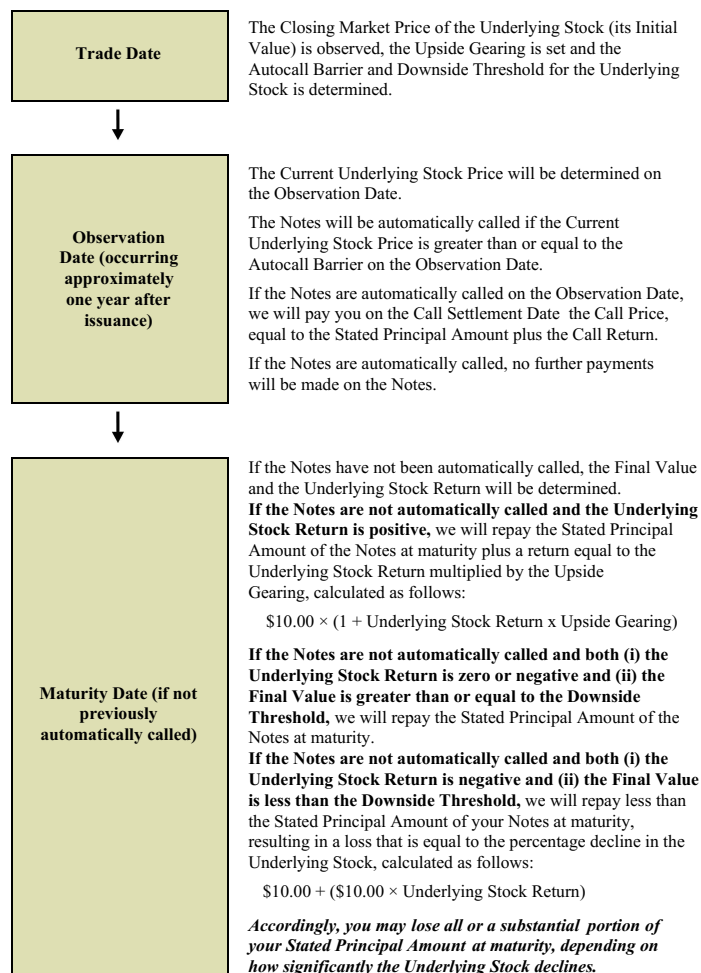 Trade Date
The Closing Market Price of the Underlying Stock (its Initial
Value) is observed, the Upside Gearing is set and the
Autocall Barrier and Downside Threshold for the Underlying
Stock is determined.
Observation
Date (occurring
approximately
one year after
issuance)
The Current Underlying Stock Price will be determined on
the Observation Date.
The Notes will be automatically called if the Current
Underlying Stock Price is greater than or equal to the
Autocall Barrier on the Observation Date.
If the Notes are automatically called on the Observation Date,
we will pay you on the Call Settlement Date the Call Price,
equal to the Stated Principal Amount plus the Call Return.
If the Notes are automatically called, no further payments
will be made on the Notes.
Maturity Date (if not
previously
automatically called)
If the Notes have not been automatically called, the Final Value
and the Underlying Stock Return will be determined.
If the Notes are not automatically called and the Underlying
Stock Return is positive, we will repay the Stated Principal
Amount of the Notes at maturity plus a return equal to the
Underlying Stock Return multiplied by the Upside
Gearing, calculated as follows:
$10.00 × (1 + Underlying Stock Return x Upside Gearing)
If the Notes are not automatically called and both (i) the
Underlying Stock Return is zero or negative and (ii) the
Final Value is greater than or equal to the Downside
Threshold, we will repay the Stated Principal Amount of the
Notes at maturity.
If the Notes are not automatically called and both (i) the
Underlying Stock Return is negative and (ii) the Final Value
is less than the Downside Threshold, we will repay less than
the Stated Principal Amount of your Notes at maturity,
resulting in a loss that is equal to the percentage decline in the
Underlying Stock, calculated as follows:
$10.00 + ($10.00 × Underlying Stock Return)
Accordingly, you may lose all or a substantial portion of
your Stated Principal Amount at maturity, depending on
how significantly the Underlying Stock declines.